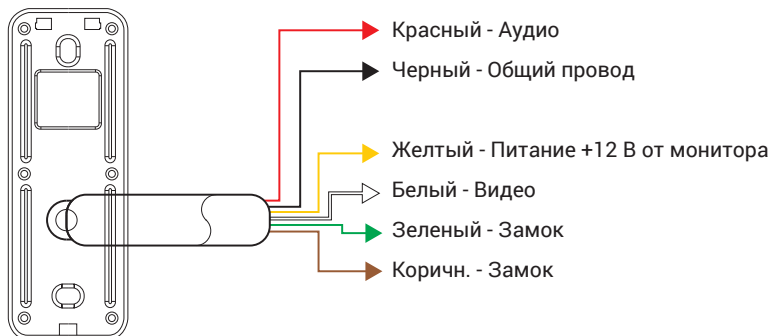 Красный - Аудио
Черный - Общий провод
Желтый - Питание +12 В от монитора
Белый - Видео
Зеленый - Замок
Коричн. - Замок